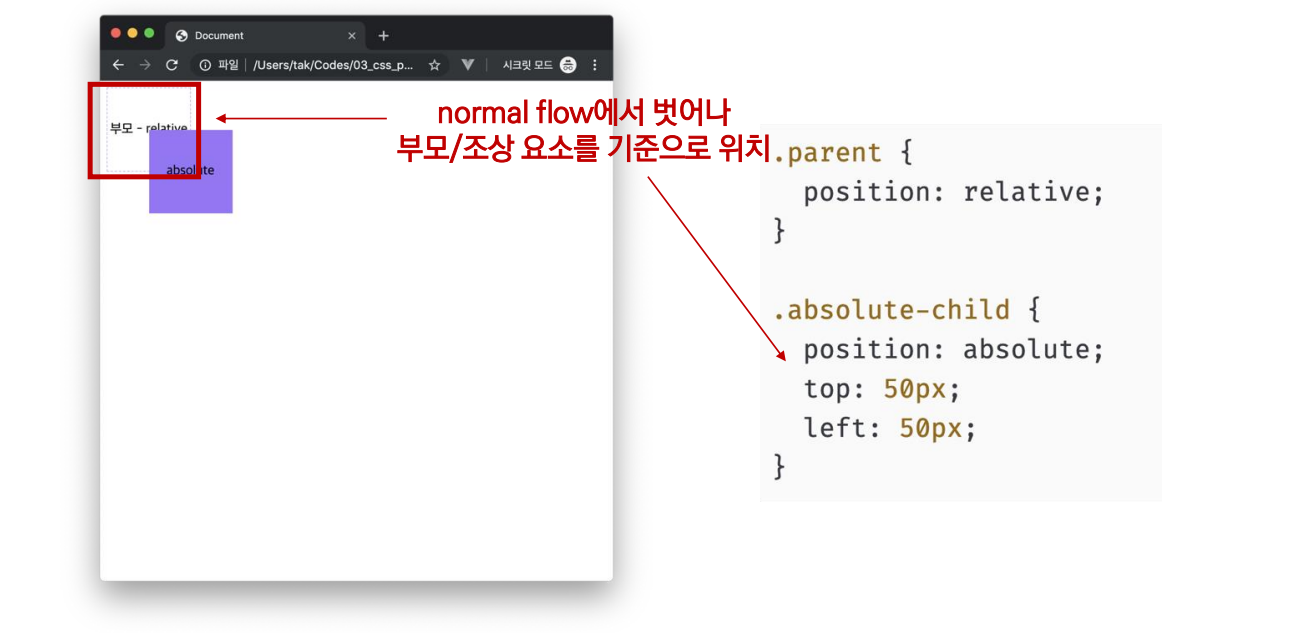 Document
파일 | /Users/tak/Codes/03_css_p... 시크릿 모드
부모 - relative
absolute
normal flow에서 벗어나
부모/조상 요소를 기준으로 위치
.parent {
position: relative;
}
.absolute-child {
position: absolute;
top: 50px;
left: 50px;
}